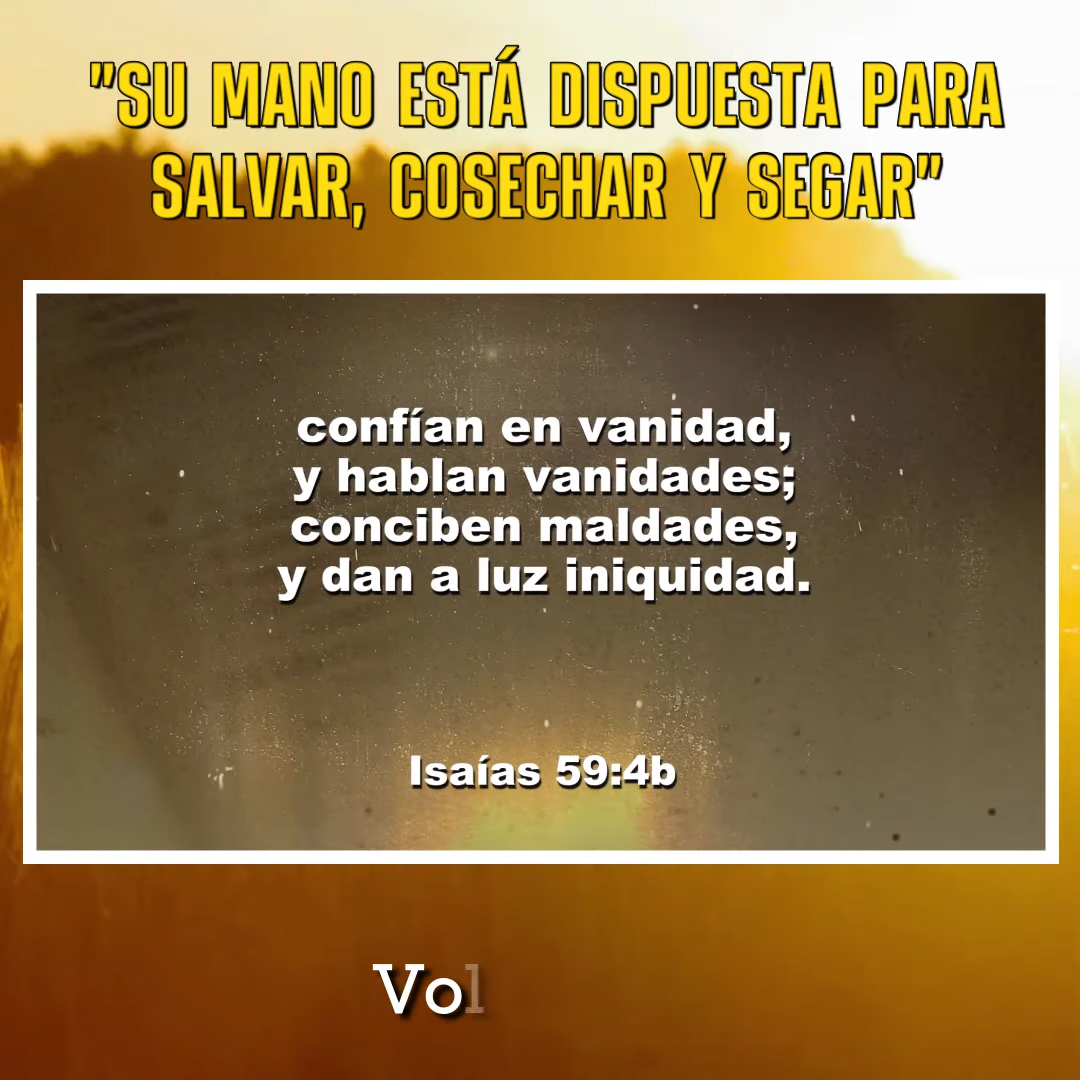 "SU MANO ESTÁ DISPUESTA PARA
SALVAR, COSECHAR Y SEGAR"
confían en vanidad,
y hablan vanidades;
conciben maldades,
y dan a luz iniquidad.
Isaías 59:4b
Vol